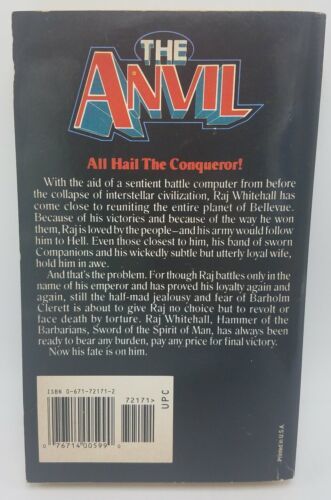 THE
ANVIL
All Hail The Conqueror!
With the aid of a sentient battle computer from before
the collapse of interstellar civilization, Raj Whitehall has
come close to reuniting the entire planet of Bellevue.
Because of his victories and because of the way he won
them, Raj is loved by the people—and his army would follow
him to Hell. Even those closest to him, his band of sworn
Companions and his wickedly subtle but utterly loyal wife,
hold him in awe.
And that's the problem. For though Raj battles only in the
name of his emperor and has proved his loyalty again and
again, still the half-mad jealousy and fear of Barholm
Clerett is about to give Raj no choice but to revolt or
face death by torture. Raj Whitehall, Hammer of the
Barbarians, Sword of the Spirit of Man, has always been
ready to bear any burden, pay any price for final victory.
Now his fate is on him.
ISBN 0-671-72171-2
72171>
UPC
0 76714 00599 0
Printed in U.S.A.